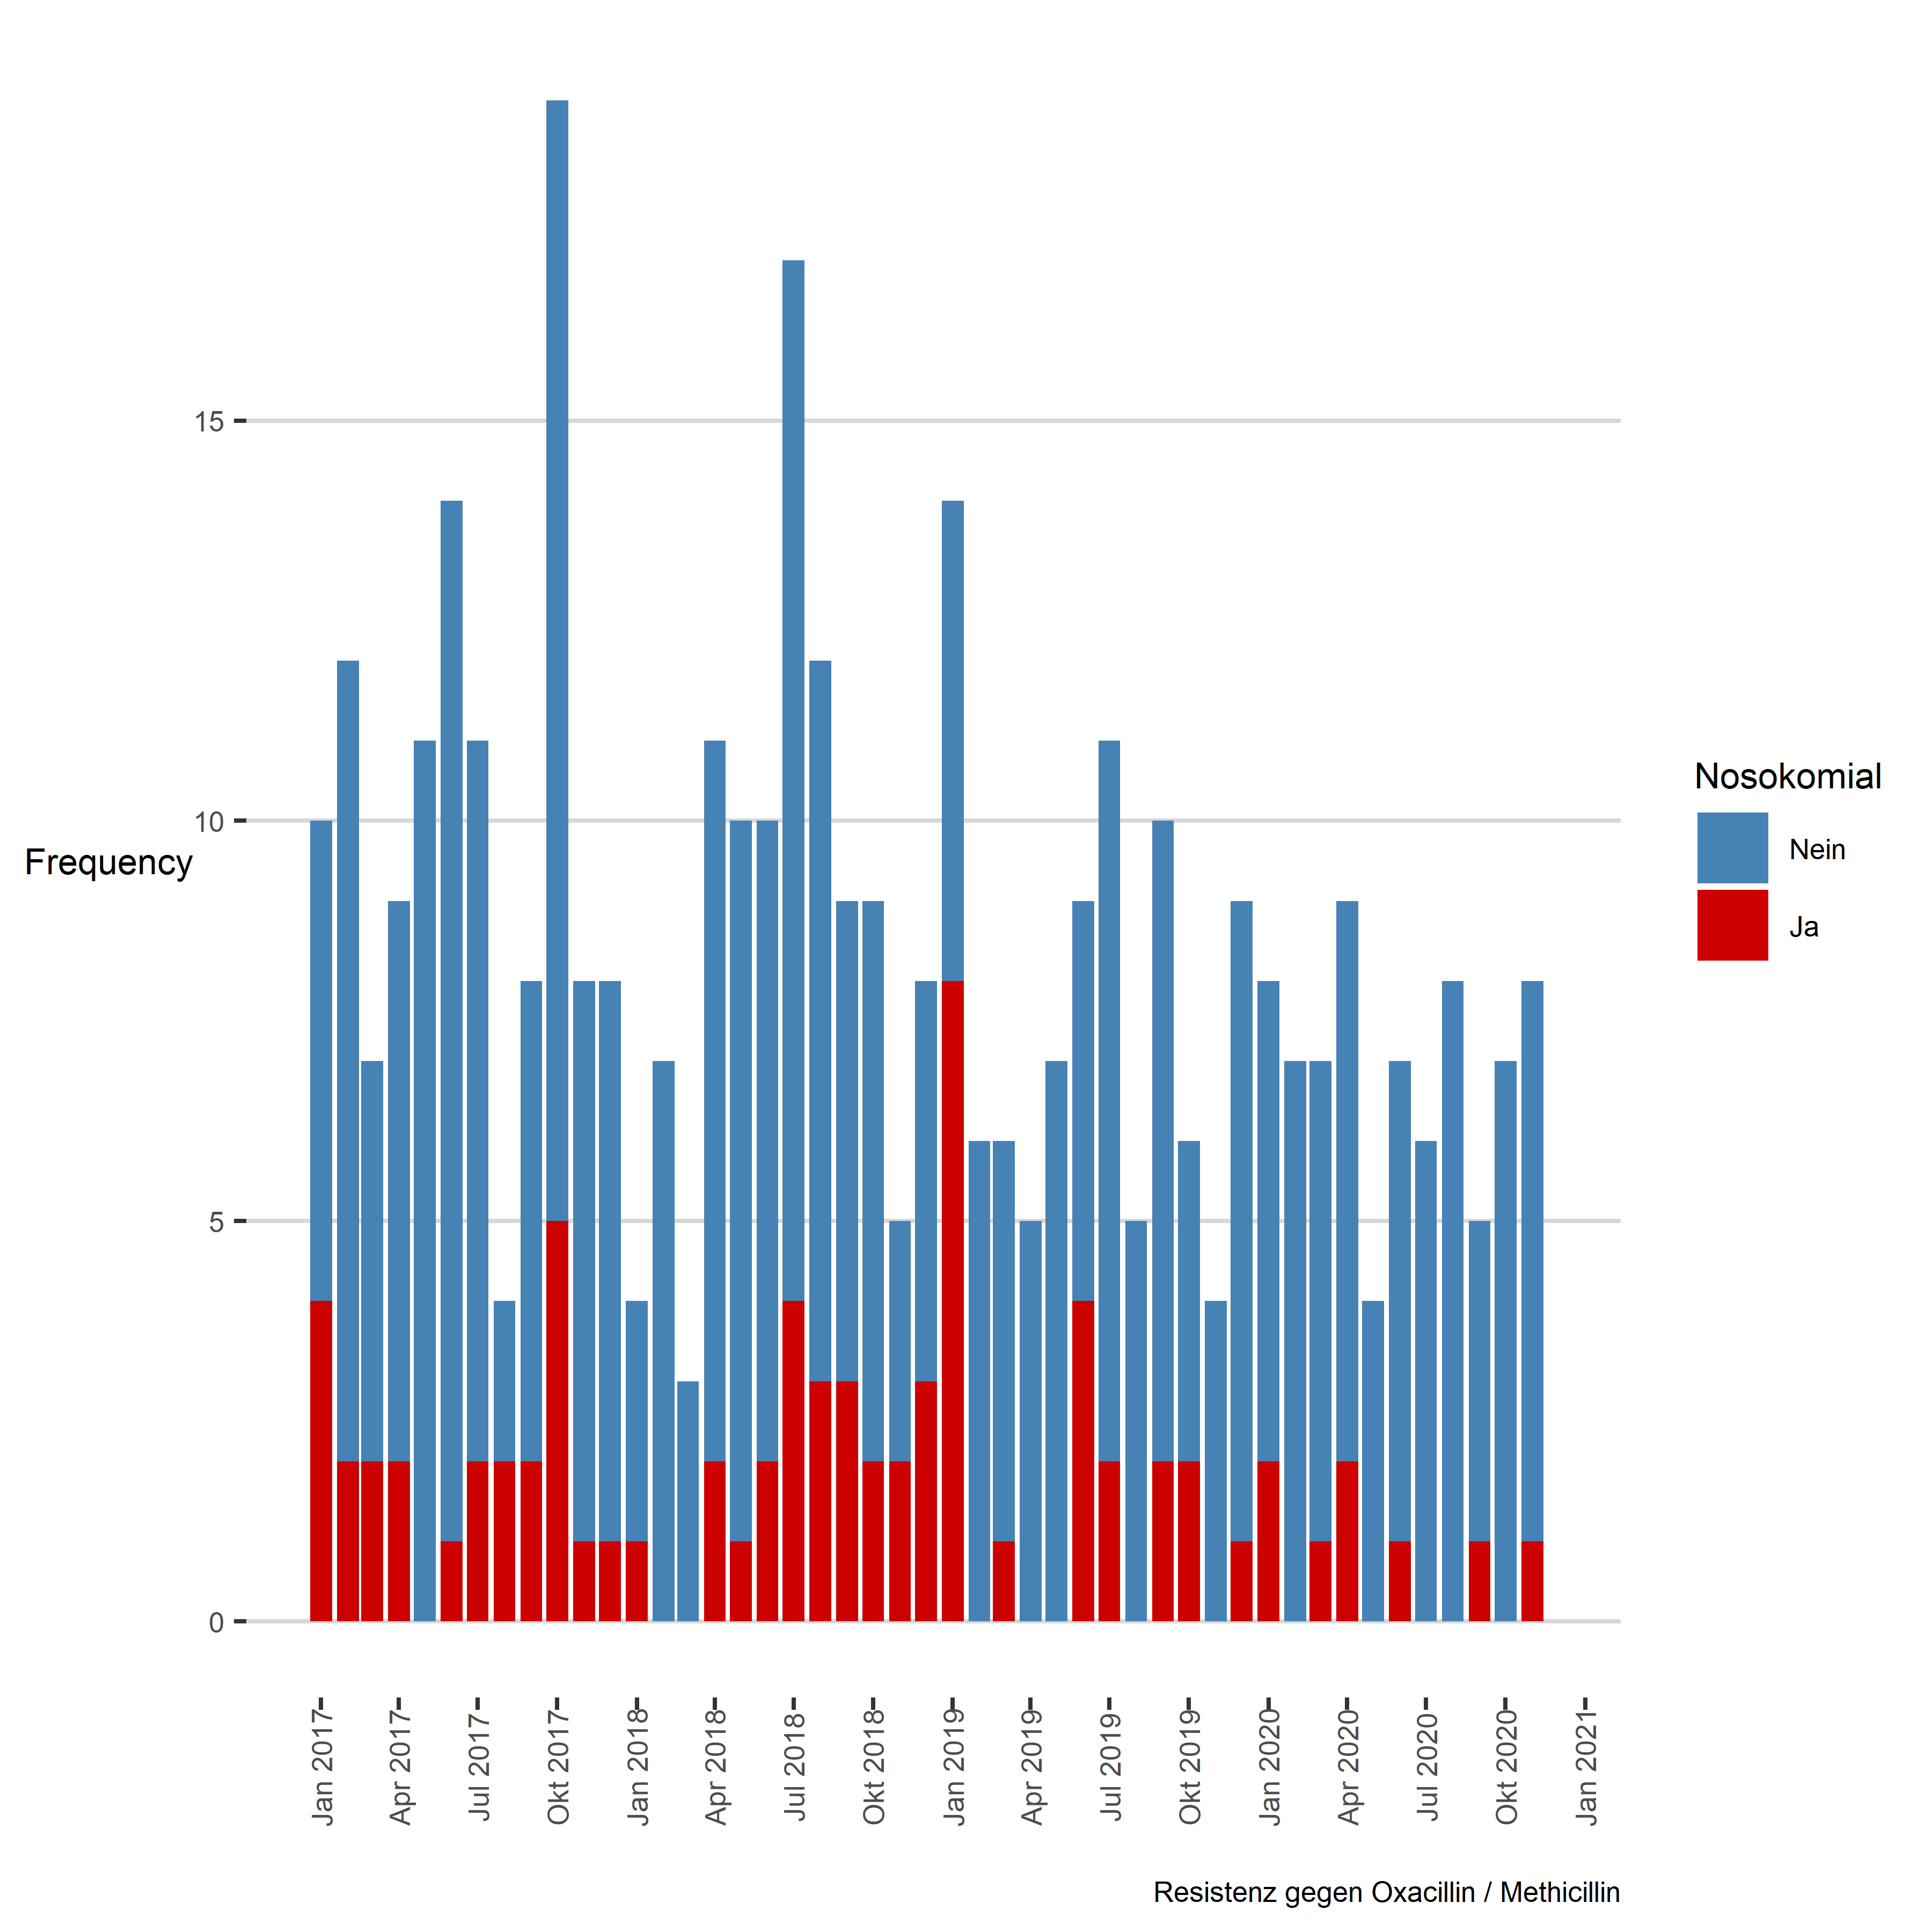 15
10
5
0
Frequency
Jan 2017
Apr 2017
Jul 2017
Okt 2017
Jan 2018
Apr 2018
Jul 2018
Okt 2018
Jan 2019
Apr 2019
Jul 2019
Okt 2019
Jan 2020
Apr 2020
Jul 2020
Okt 2020
Jan 2021
Nosokomial
Nein
Ja
Resistenz gegen Oxacillin / Methicillin